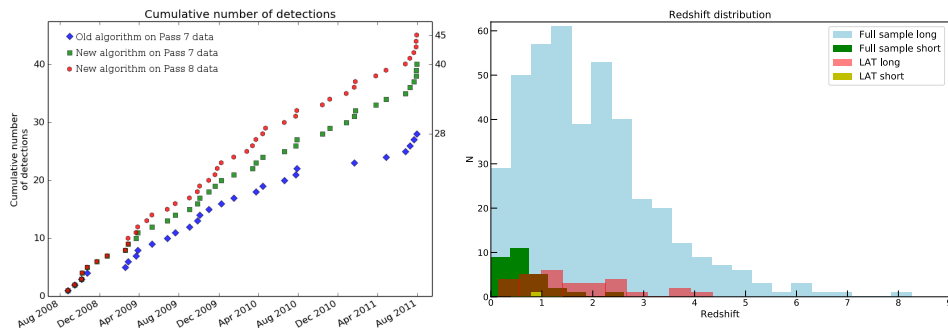 Cumulative number of detections
Old algorithm on Pass 7 data
New algorithm on Pass 7 data
New algorithm on Pass 8 data
Cumulative number
of detections
0
10
20
30
40
45
40
28
Aug 2008
Dec 2008
Apr 2009
Aug 2009
Dec 2009
Apr 2010
Aug 2010
Dec 2010
Apr 2011
Aug 2011
Redshift distribution
Full sample long
Full sample short
LAT long
LAT short
N
60
50
40
30
20
10
0
0
1
2
3
4
5
6
7
8
9
Redshift